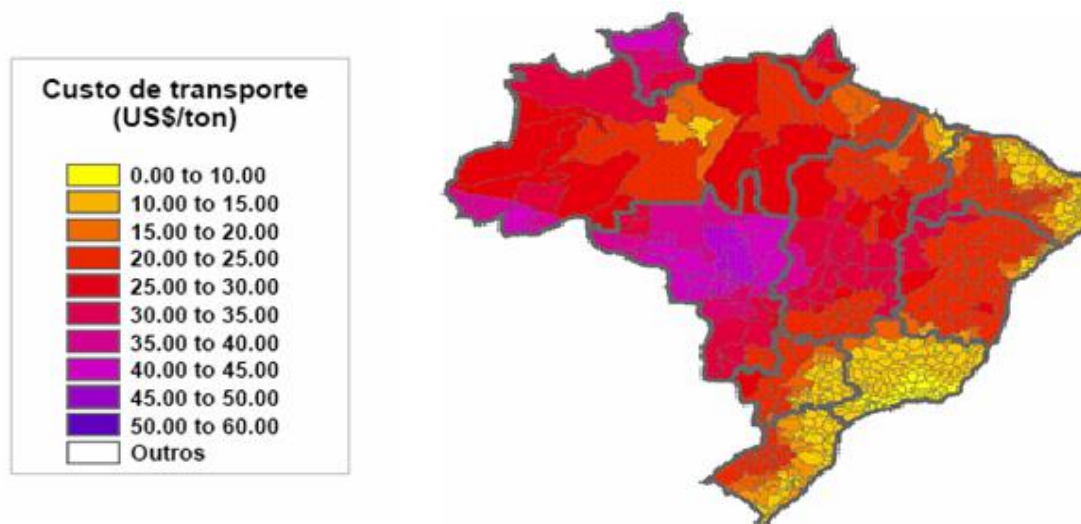 Custo de transporte
(US$/ton)
0.00 to 10.00
10.00 to 15.00
15.00 to 20.00
20.00 to 25.00
25.00 to 30.00
30.00 to 35.00
35.00 to 40.00
40.00 to 45.00
45.00 to 50.00
50.00 to 60.00
Outros